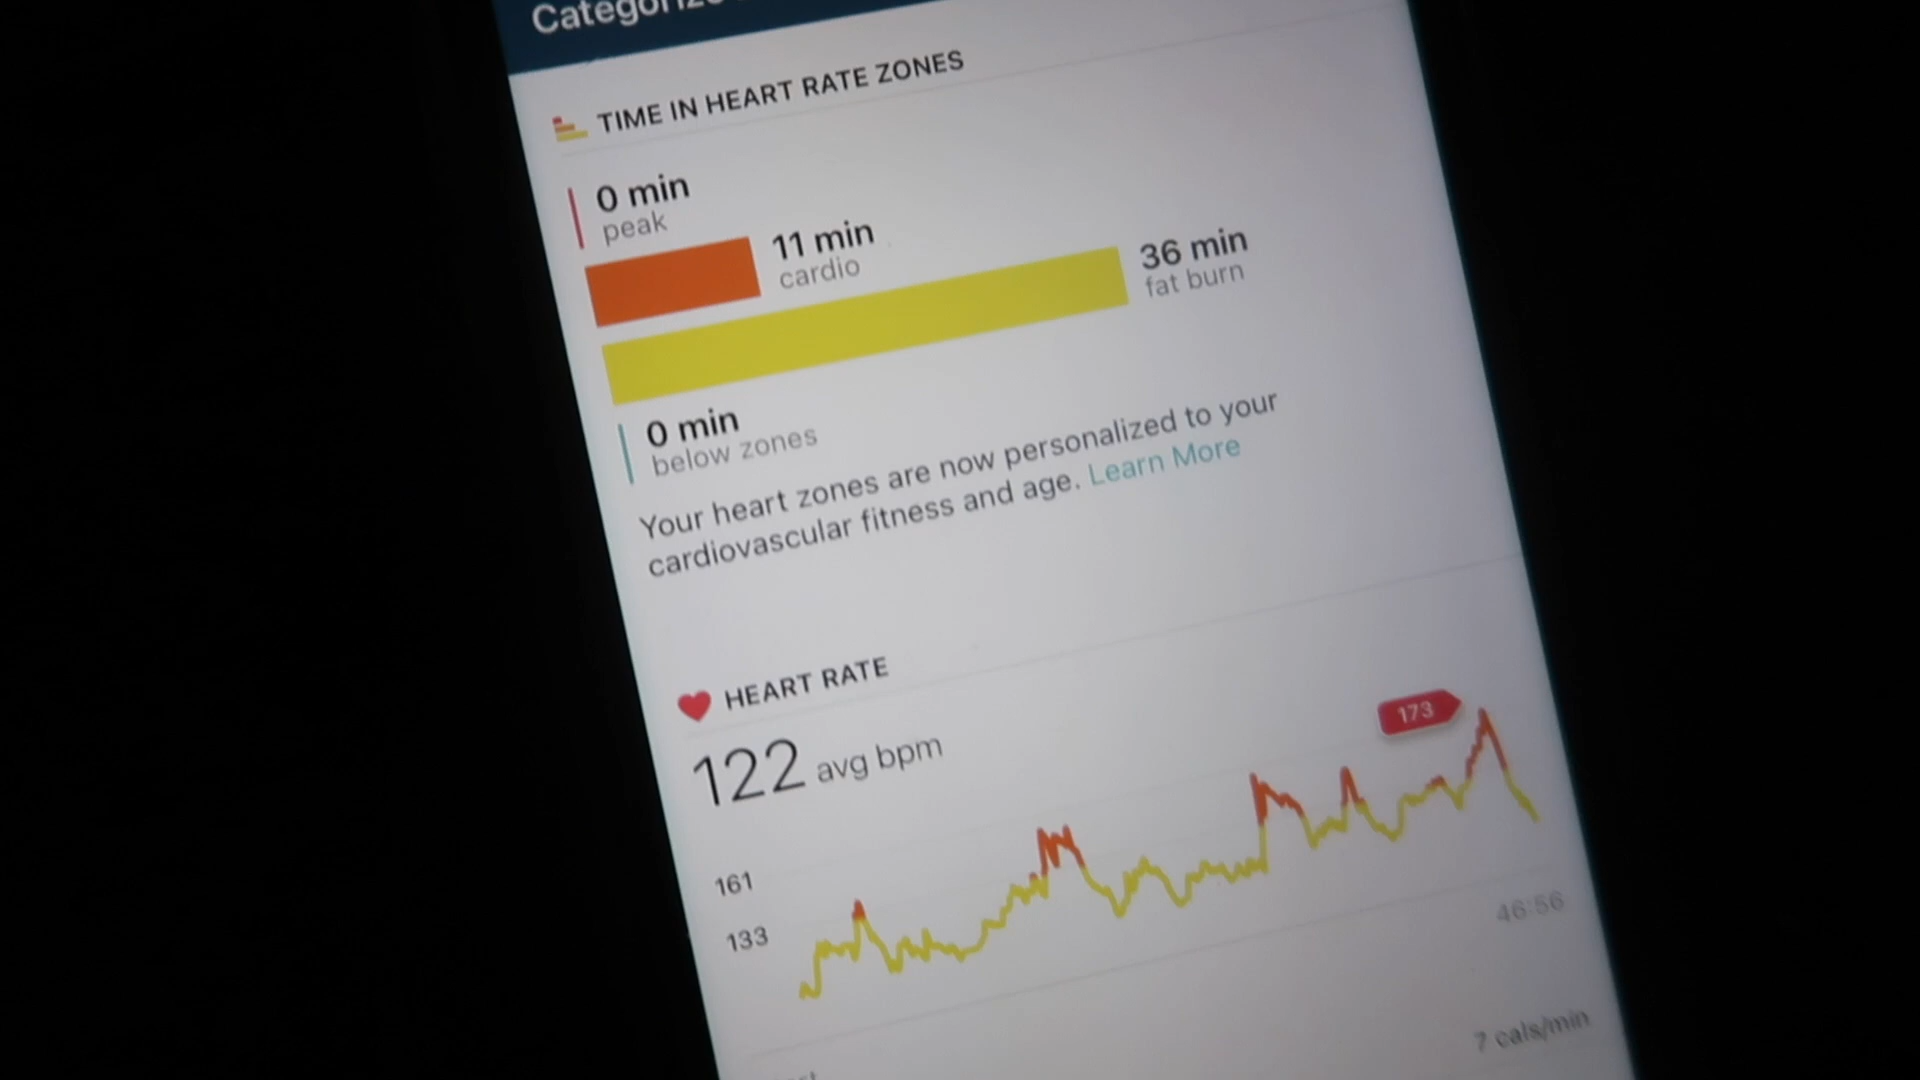 TIME IN HEART RATE ZONES
0 min
peak
11 min
cardio
36 min
fat burn
0 min
below zones
Your heart zones are now personalized to your
cardiovascular fitness and age. Learn More
HEART RATE
122 avg bpm
173
161
133
46:56
7 cals/min